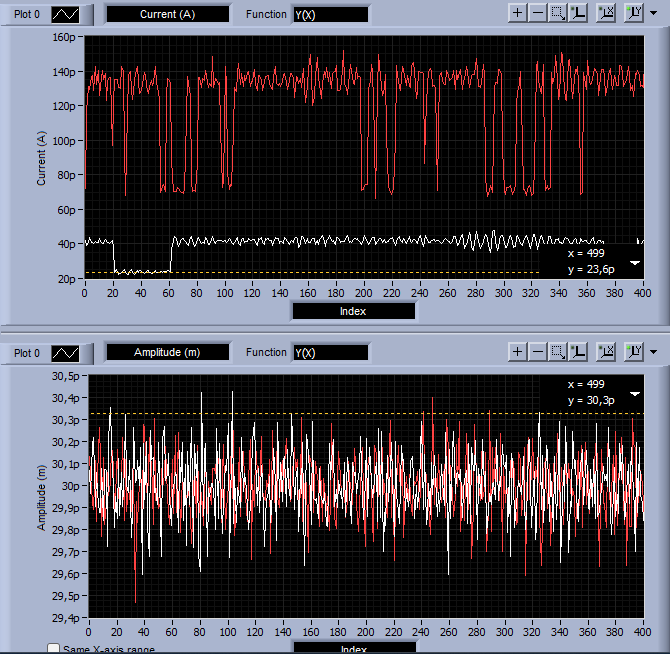 Plot 0 Current (A) Function Y(X)
160p
140p
120p
100p
80p
60p
40p
20p
Current (A)
x = 499
y = 23,6p
0 20 40 60 80 100 120 140 160 180 200 220 240 260 280 300 320 340 360 380 400
Index
Plot 0 Amplitude (m) Function Y(X)
30,5p
30,4p
30,3p
30,2p
30,1p
30p
29,9p
29,8p
29,7p
29,6p
29,5p
29,4p
Amplitude (m)
x = 499
y = 30,3p
0 20 40 60 80 100 120 140 160 180 200 220 240 260 280 300 320 340 360 380 400
Same X-axis range
Index